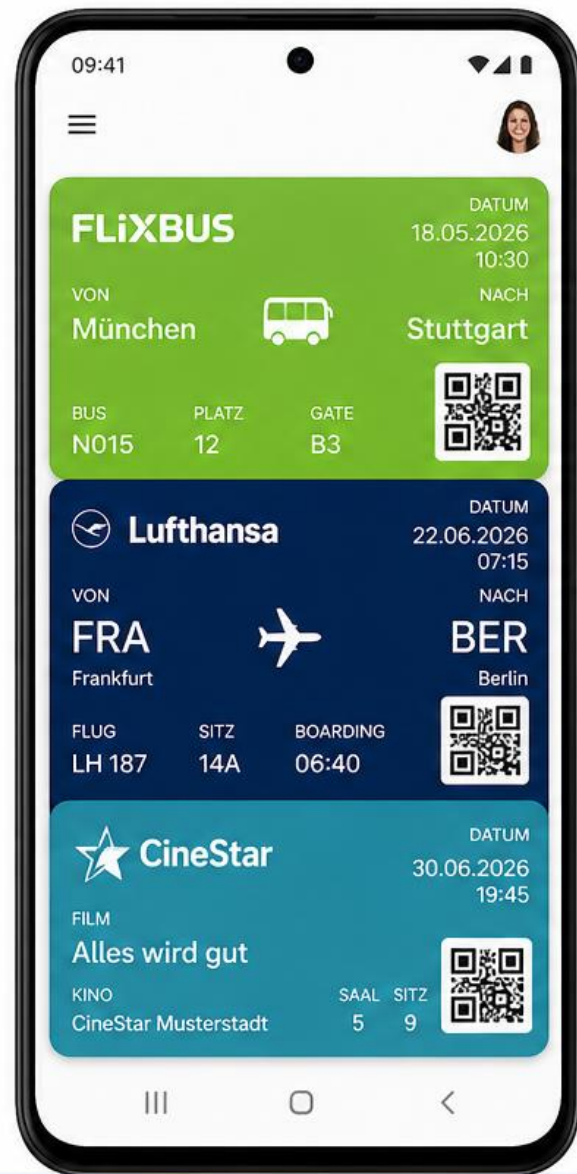 09:41
FLiXBUS
DATUM
18.05.2026
10:30
VON
NACH
München
Stuttgart
BUS PLATZ GATE
N015 12 B3
Lufthansa
DATUM
22.06.2026
07:15
VON
NACH
FRA
BER
Frankfurt
Berlin
FLUG SITZ BOARDING
LH 187 14A 06:40
CineStar
DATUM
30.06.2026
19:45
FILM
Alles wird gut
KINO SAAL SITZ
CineStar Musterstadt 5 9